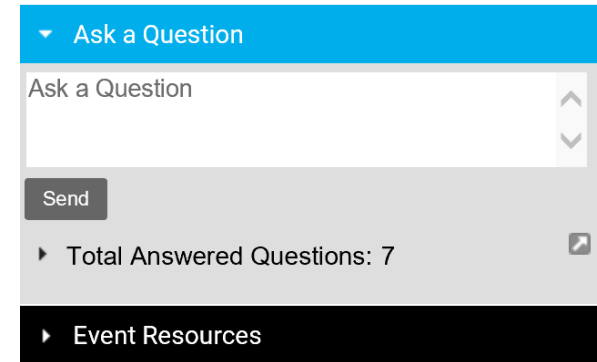 Ask a Question
Ask a Question
Send
Total Answered Questions: 7
Event Resources